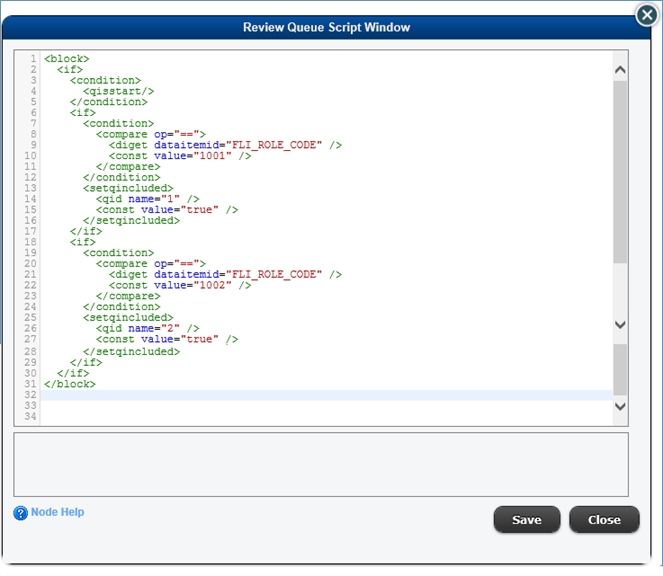 Review Queue Script Window
1 <block>
2 <if>
3 <condition>
4 <qisstart/>
5 </condition>
6 <if>
7 <condition>
8 <compare op="==">
9 <diget dataitemid="FLI_ROLE_CODE" />
10 <const value="1001" />
11 </compare>
12 </condition>
13 <setqincluded>
14 <qid name="1" />
15 <const value="true" />
16 </setqincluded>
17 </if>
18 <if>
19 <condition>
20 <compare op="==">
21 <diget dataitemid="FLI_ROLE_CODE" />
22 <const value="1002" />
23 </compare>
24 </condition>
25 <setqincluded>
26 <qid name="2" />
27 <const value="true" />
28 </setqincluded>
29 </if>
30 </if>
31 </block>
32
33
34
? Node Help
Save Close